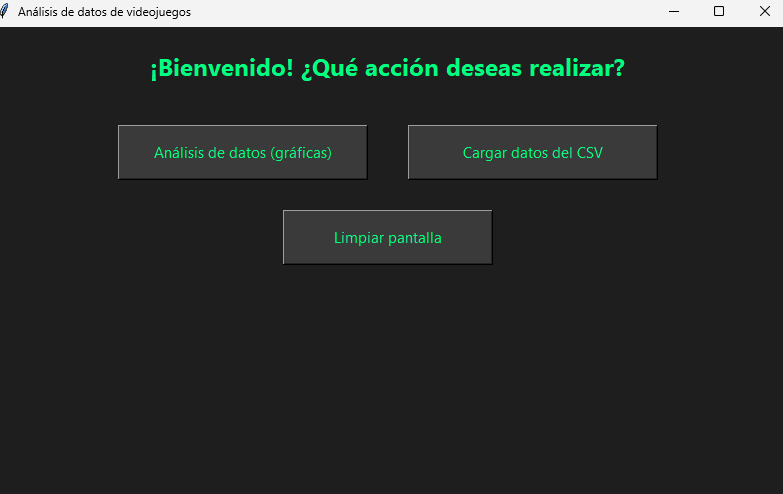 Análisis de datos de videojuegos
¡Bienvenido! ¿Qué acción deseas realizar?
Análisis de datos (gráficas)
Cargar datos del CSV
Limpiar pantalla